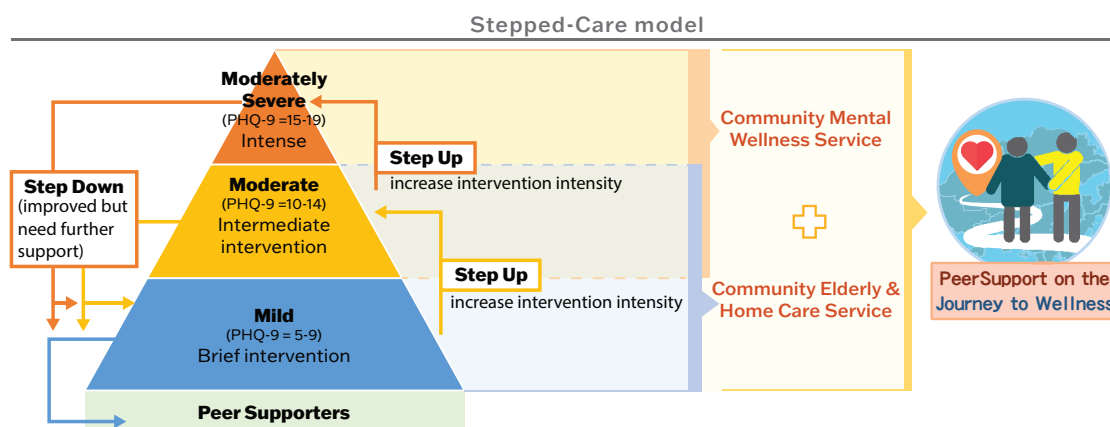 Stepped-Care model
Moderately
Severe
(PHQ-9 =15-19)
Intense
Step Up
increase intervention intensity
Step Down
(improved but
need further
support)
Moderate
(PHQ-9 =10-14)
Intermediate
intervention
Step Up
increase intervention intensity
Mild
(PHQ-9 = 5-9)
Brief intervention
Peer Supporters
Community Mental
Wellness Service
Community Elderly &
Home Care Service
PeerSupport on the
Journey to Wellness